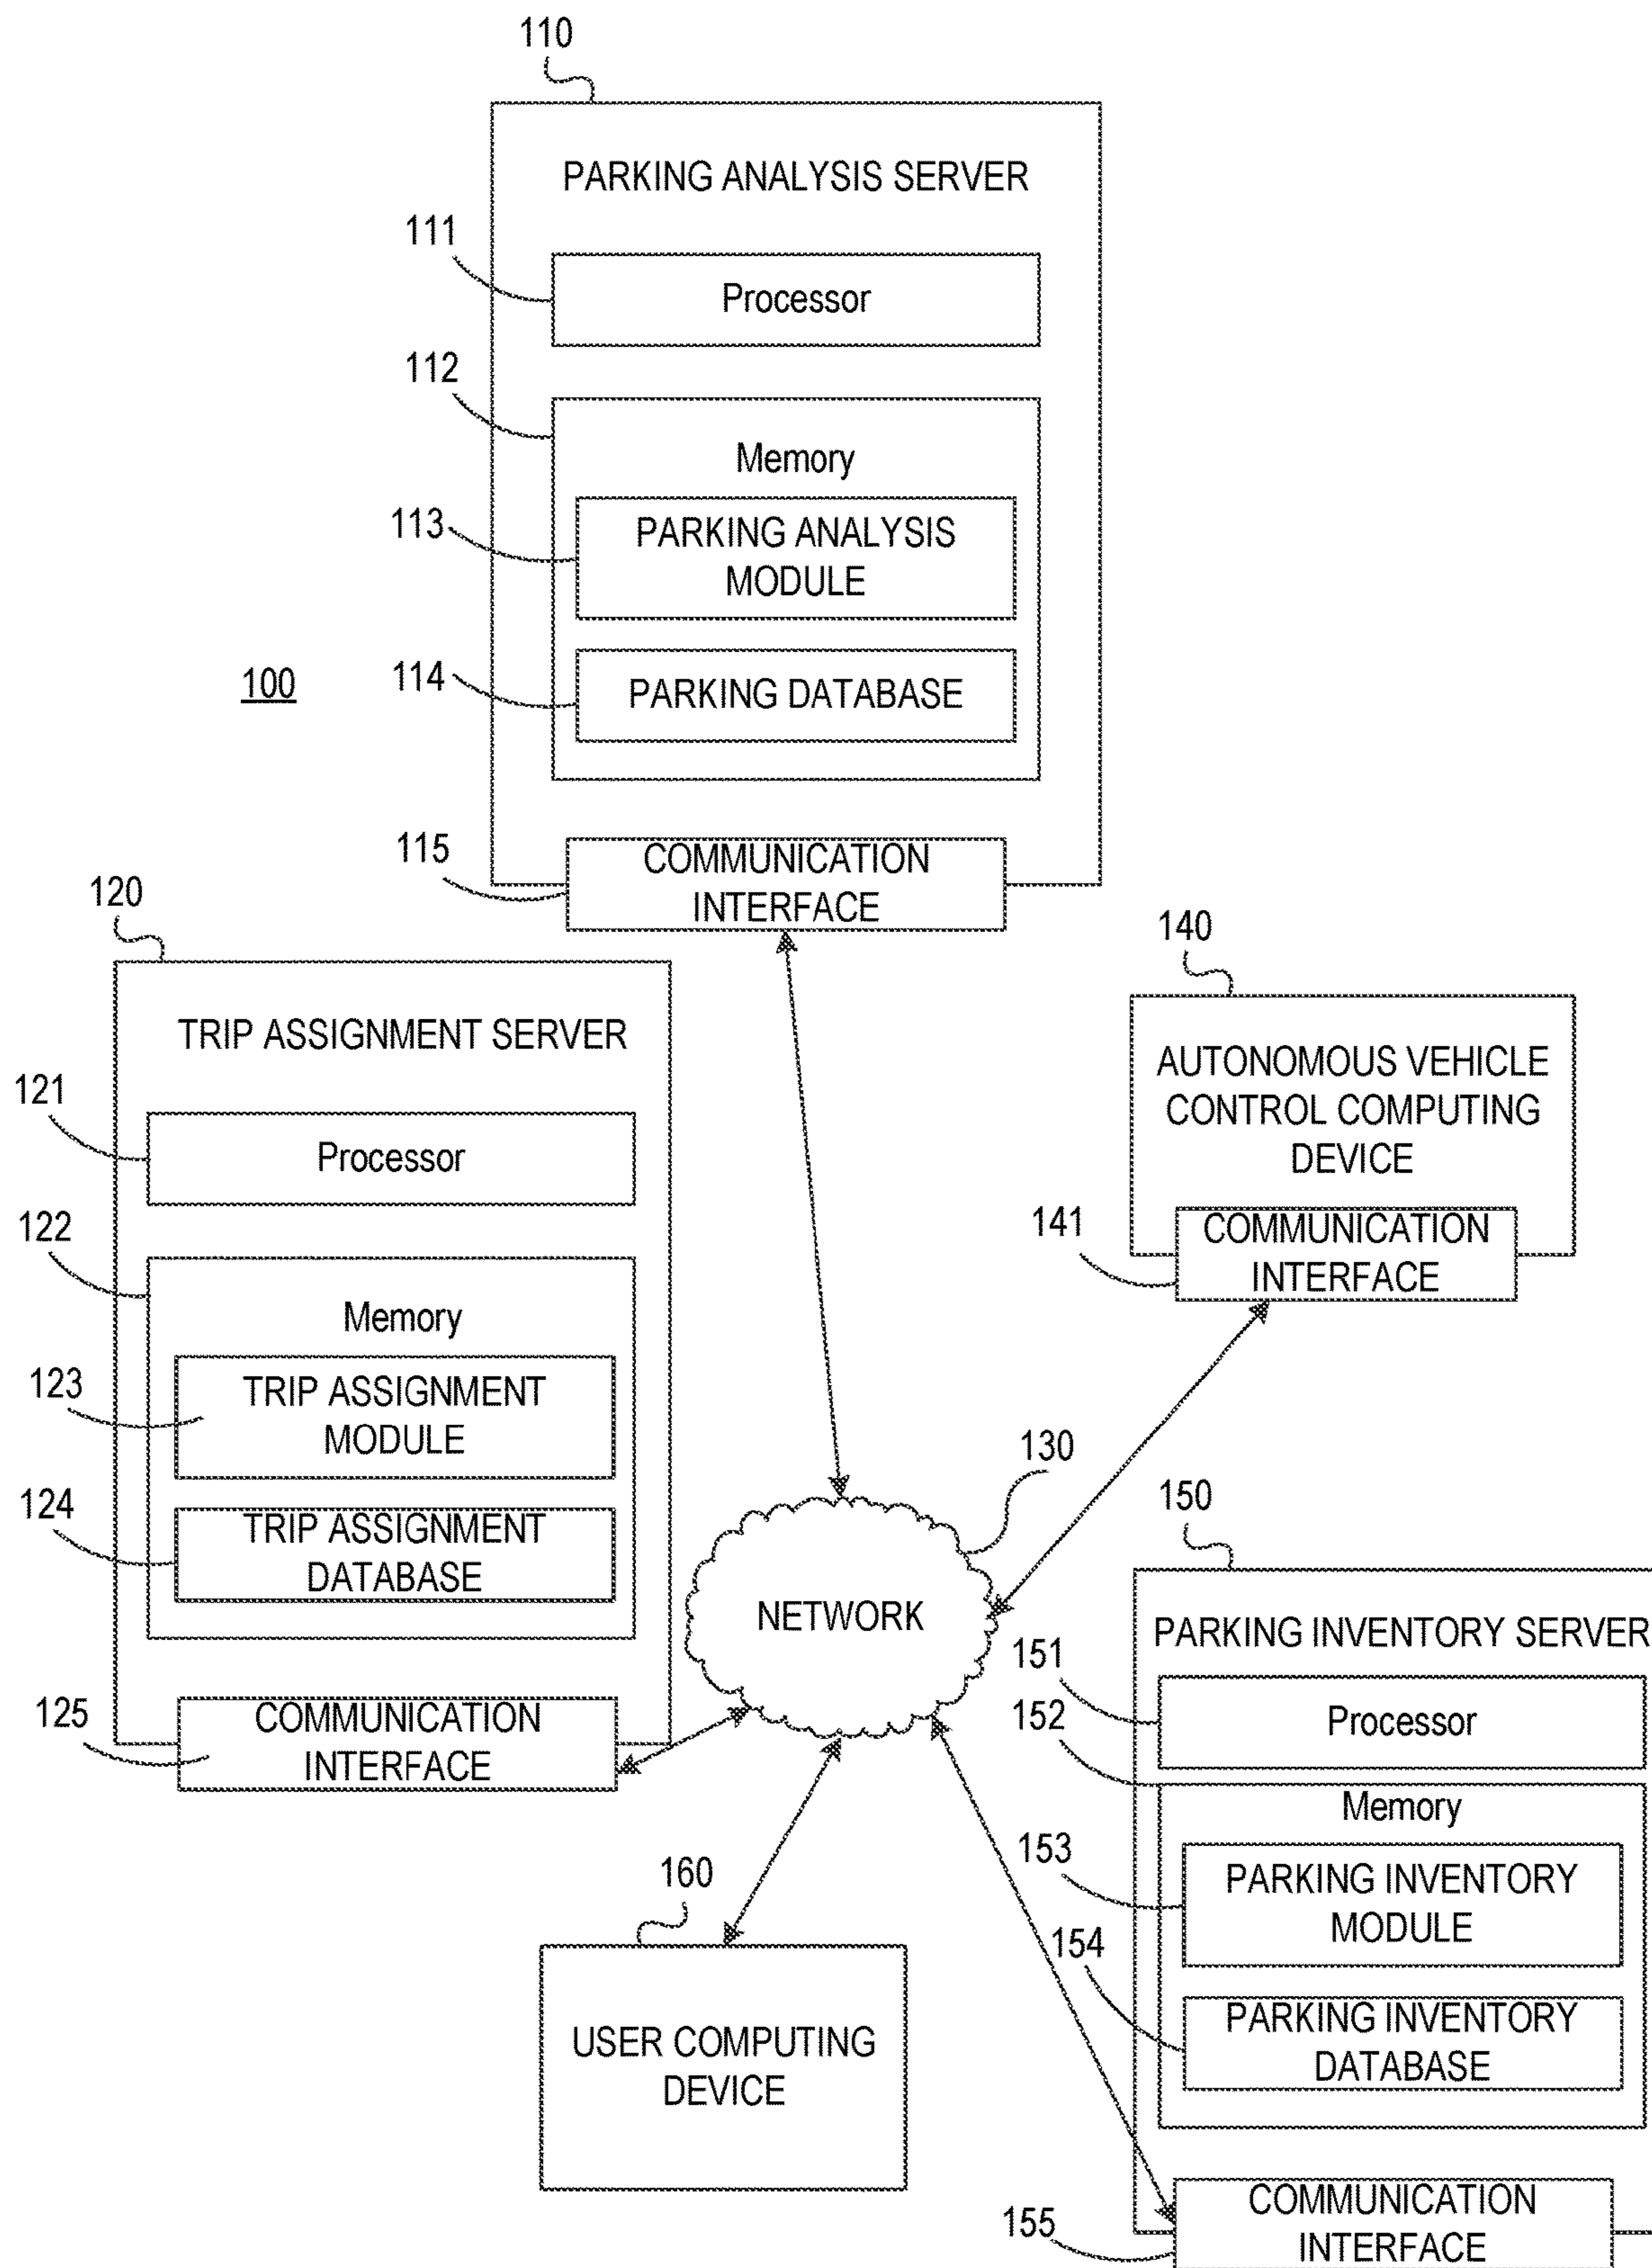 110
PARKING ANALYSIS SERVER
111
Processor
112
Memory
113
PARKING ANALYSIS
MODULE
114
PARKING DATABASE
100
115
COMMUNICATION
INTERFACE
120
TRIP ASSIGNMENT SERVER
121
Processor
122
Memory
123
TRIP ASSIGNMENT
MODULE
124
TRIP ASSIGNMENT
DATABASE
125
COMMUNICATION
INTERFACE
140
AUTONOMOUS VEHICLE
CONTROL COMPUTING
DEVICE
141
COMMUNICATION
INTERFACE
130
NETWORK
150
PARKING INVENTORY SERVER
151
Processor
152
Memory
153
PARKING INVENTORY
MODULE
154
PARKING INVENTORY
DATABASE
155
COMMUNICATION
INTERFACE
160
USER COMPUTING
DEVICE